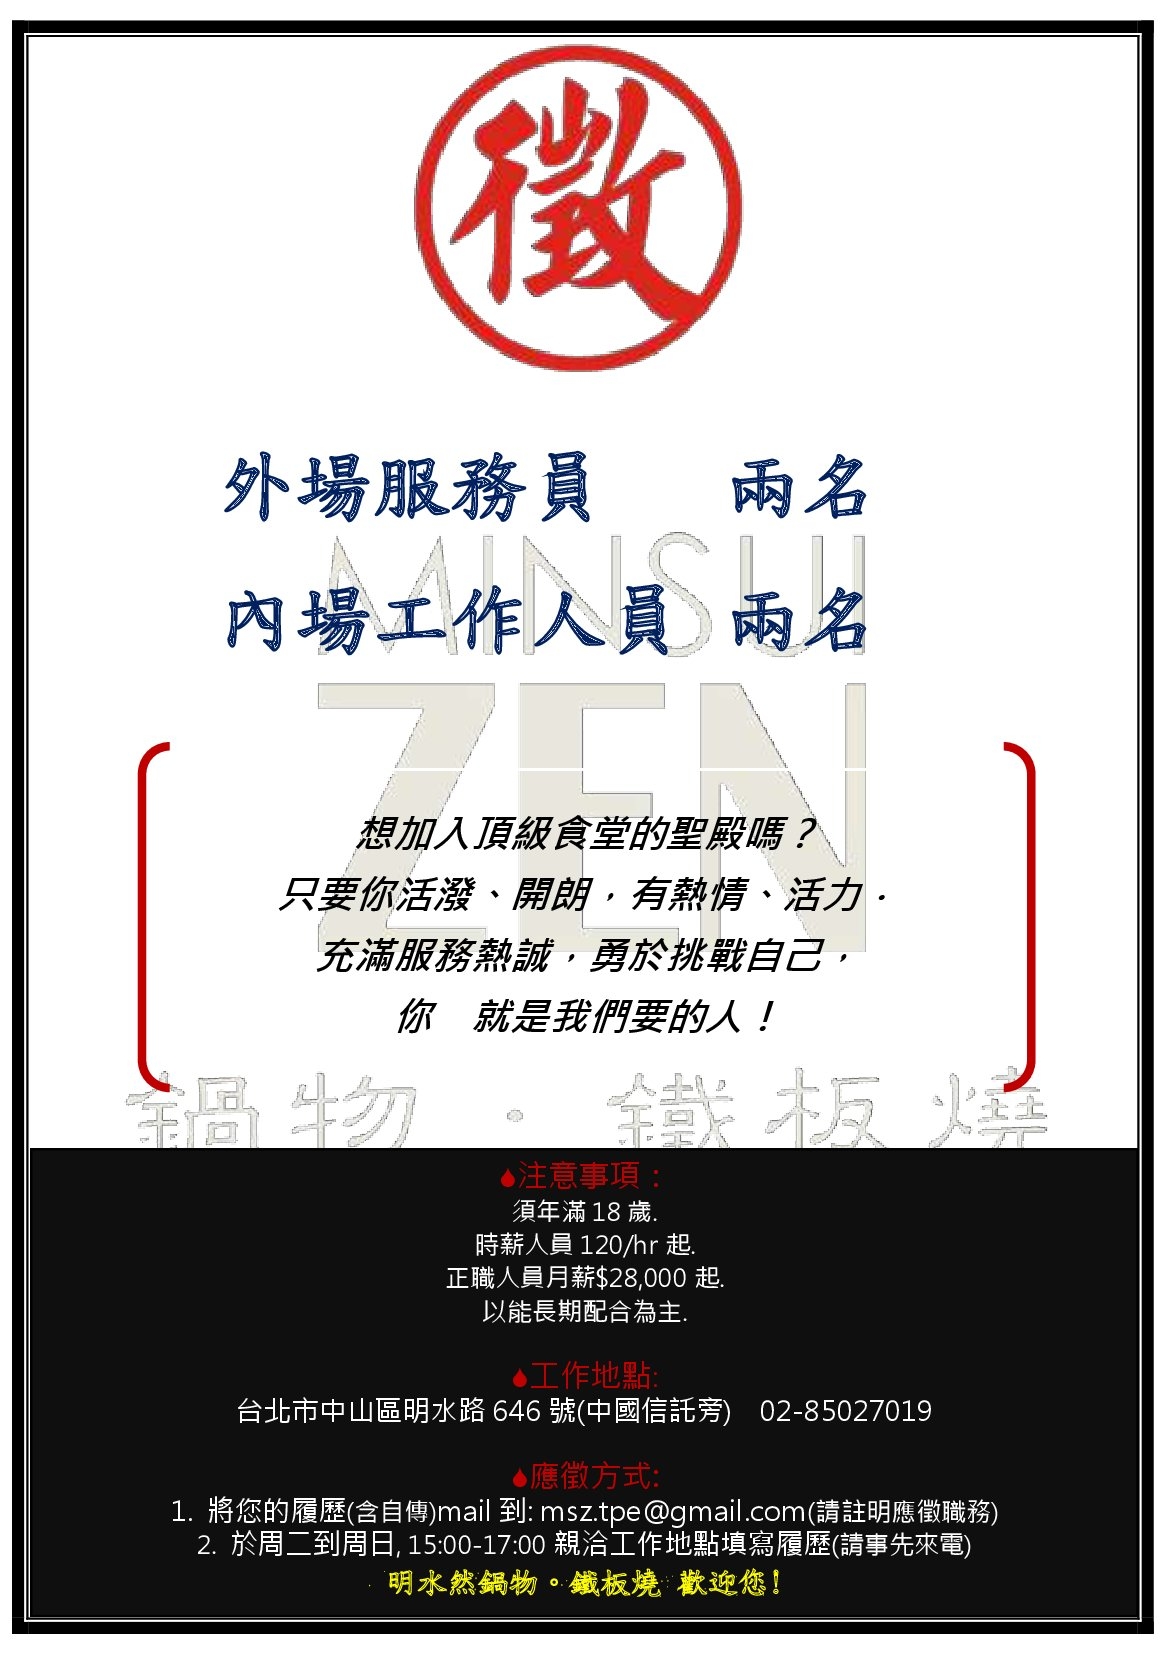 徵
外場服務員 兩名
MINSUI
內場工作人員 兩名
ZEN
想加入頂級食堂的聖殿嗎？
只要你活潑、開朗，有熱情、活力．
充滿服務熱誠，勇於挑戰自己，
你　就是我們要的人！
鍋物・鐵板燒
注意事項：
須年滿 18 歲.
時薪人員 120/hr 起.
正職人員月薪$28,000 起.
以能長期配合為主.
工作地點:
台北市中山區明水路 646 號(中國信託旁) 02-85027019
應徵方式:
1. 將您的履歷(含自傳)mail 到: msz.tpe@gmail.com(請註明應徵職務)
2. 於周二到周日, 15:00-17:00 親洽工作地點填寫履歷(請事先來電)
明水然鍋物。鐵板燒 歡迎您!